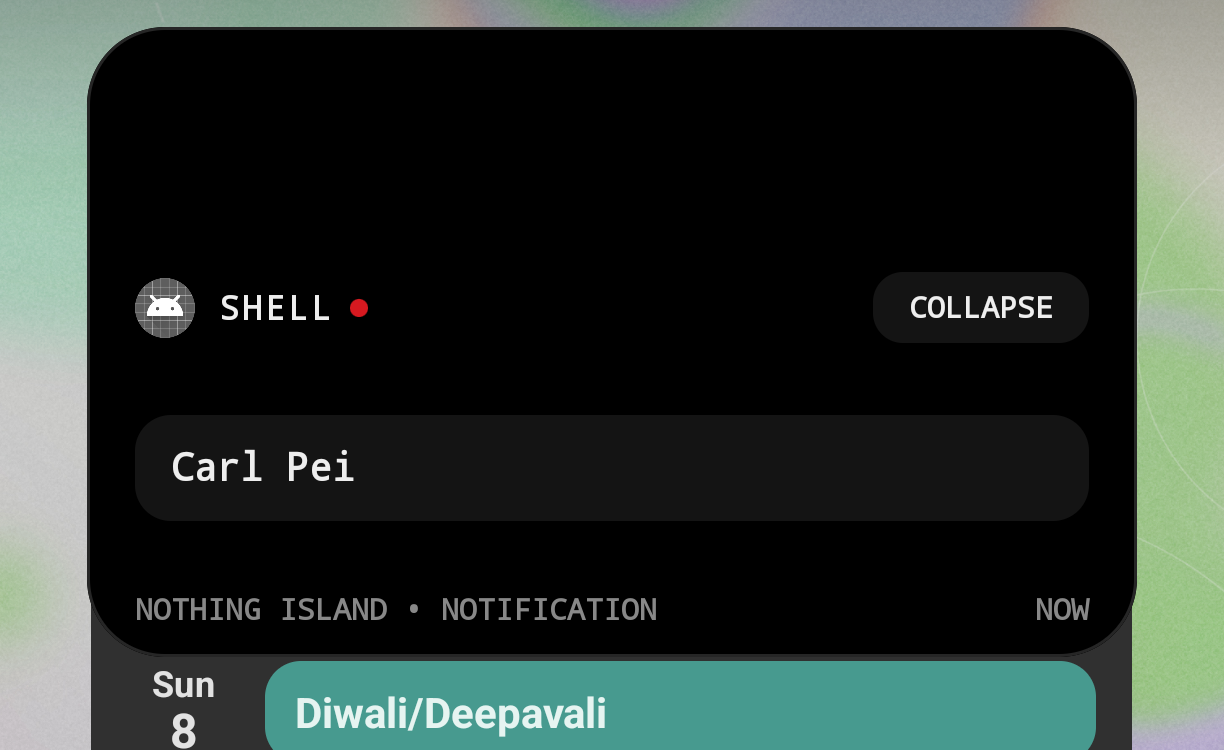 SHELL
COLLAPSE
Carl Pei
NOTHING ISLAND • NOTIFICATION
NOW
Sun
8
Diwali/Deepavali